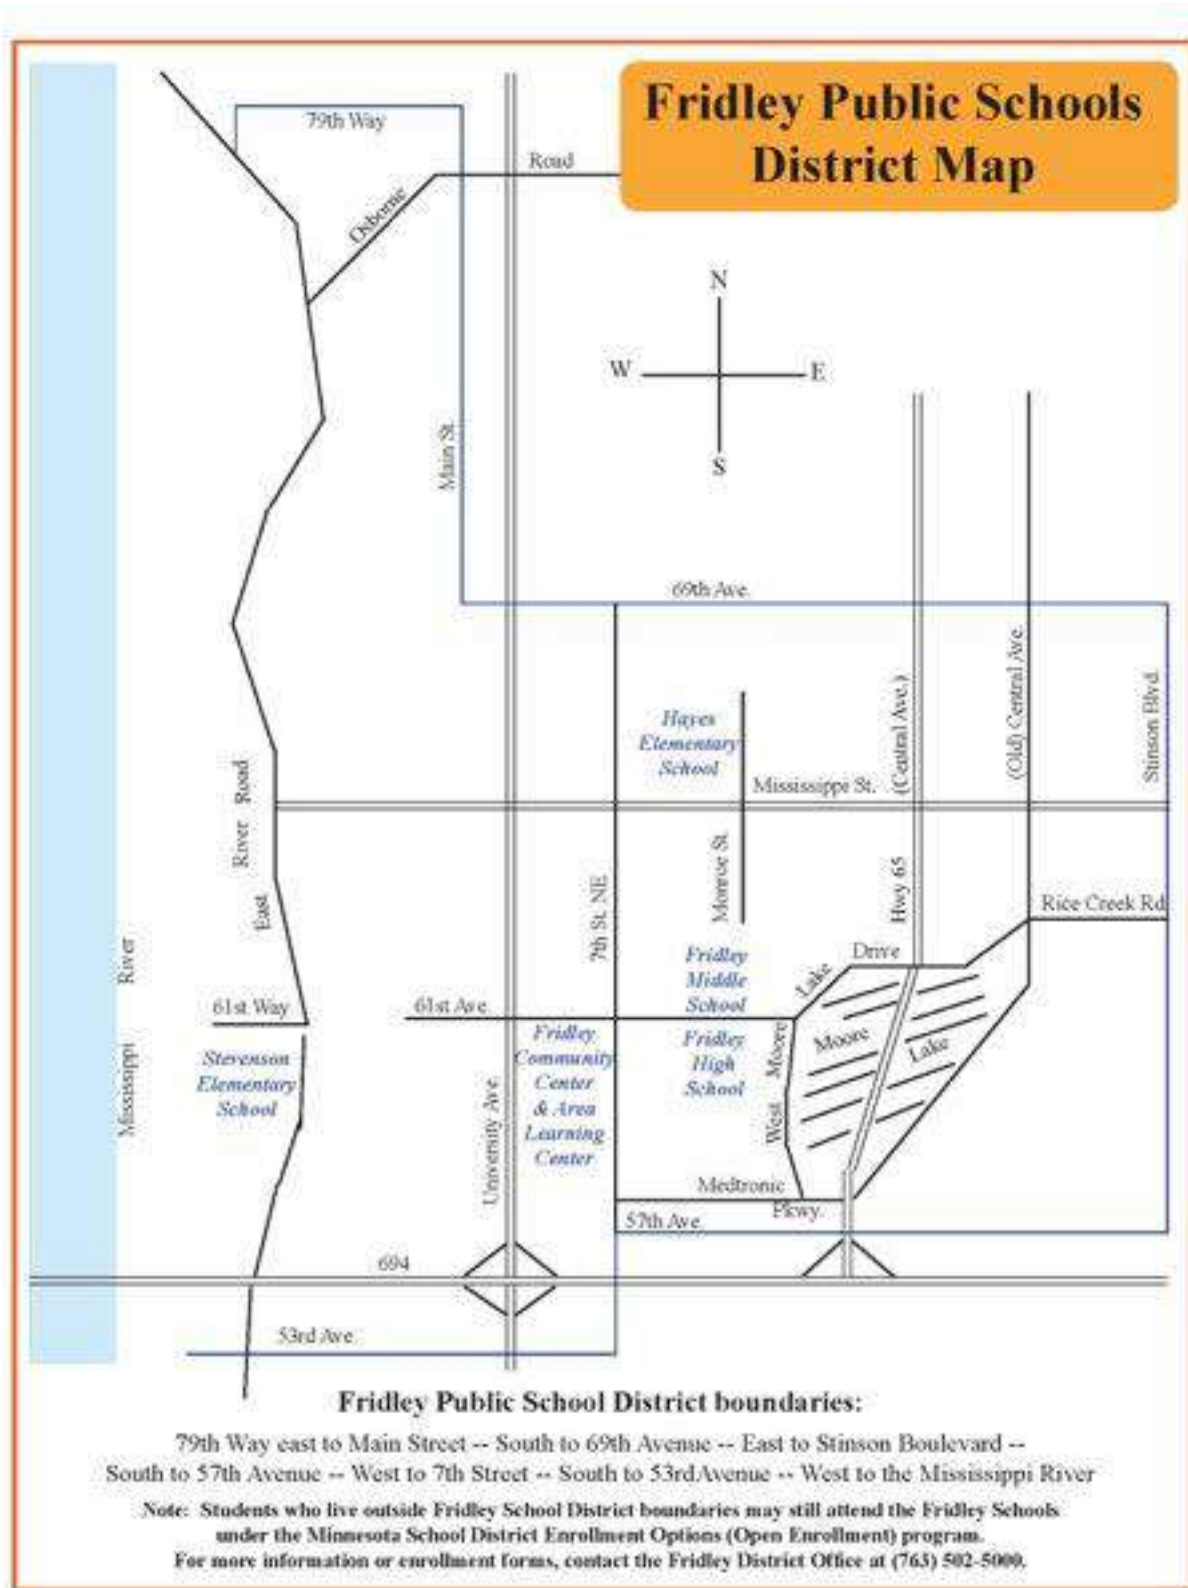 Fridley Public Schools
District Map
79th Way
Road
Osborne
N
W
E
S
Main St.
69th Ave.
(Central Ave.)
(Old) Central Ave.
Stinson Blvd.
Hayes
Elementary
School
Mississippi St.
River Road
East
Monroe St.
7th St. NE
Hwy 65
Rice Creek Rd
Mississippi River
Fridley
Middle
School
Drive
Lake
61st Way
61st Ave.
Stevenson
Elementary
School
Fridley
Community
Center
& Area
Learning
Center
Fridley
High
School
West Moore
Moore
Lake
University Ave.
Medtronic
Pkwy.
57th Ave.
694
53rd Ave.
Fridley Public School District boundaries:
79th Way east to Main Street -- South to 69th Avenue -- East to Stinson Boulevard --
South to 57th Avenue -- West to 7th Street -- South to 53rdAvenue -- West to the Mississippi River
Note: Students who live outside Fridley School District boundaries may still attend the Fridley Schools
under the Minnesota School District Enrollment Options (Open Enrollment) program.
For more information or enrollment forms, contact the Fridley District Office at (763) 502-5000.